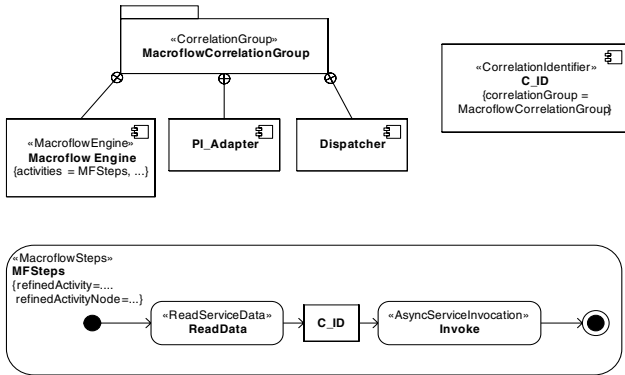 «CorrelationGroup»
MacroflowCorrelationGroup
«CorrelationIdentifier»
C_ID
{correlationGroup =
MacroflowCorrelationGroup}
«MacroflowEngine»
Macroflow Engine
{activities = MFSteps, ...}
PI_Adapter
Dispatcher
«MacroflowSteps»
MFSteps
{refinedActivity=....
refinedActivityNode=...}
«ReadServiceData»
ReadData
C_ID
«AsyncServiceInvocation»
Invoke